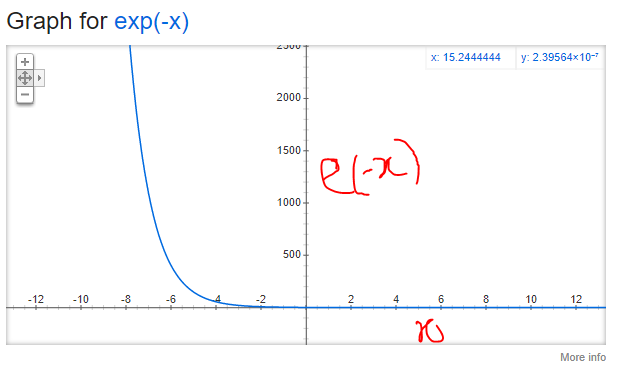 Graph for exp(-x)
x: 15.2444444 y: 2.39564×10⁻⁷
2500
2000
1500
e(-x)
1000
500
-12 -10 -8 -6 -4 -2 2 4 6 8 10 12
x
More info